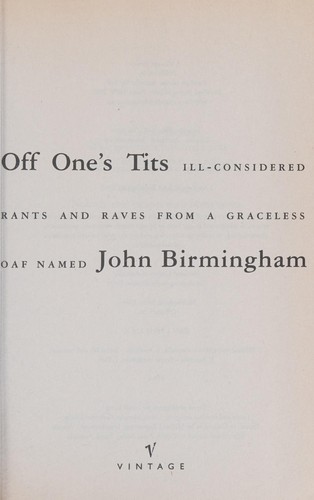 Off One's Tits ILL-CONSIDERED
RANTS AND RAVES FROM A GRACELESS
OAF NAMED John Birmingham
V
VINTAGE